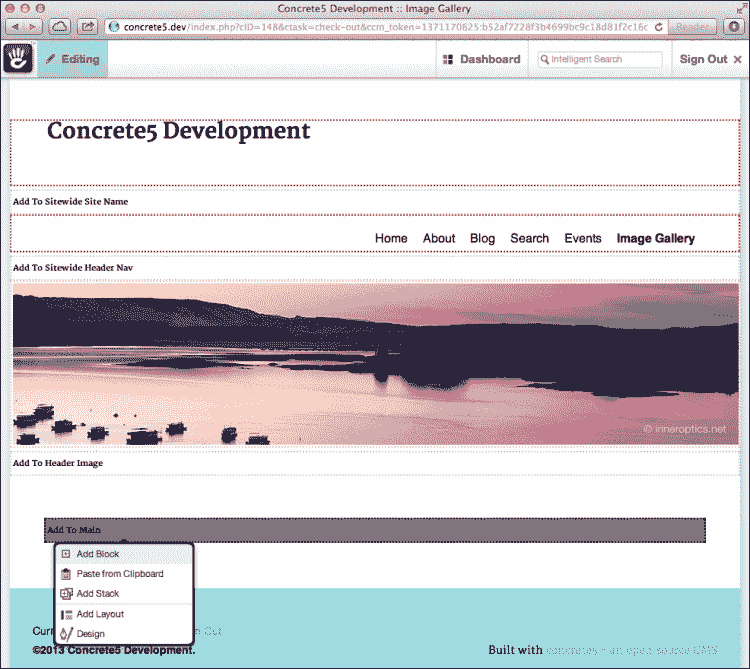 Concrete5 Development :: Image Gallery
concrete5.dev/index.php?cID=148&ctask=check-out&ccm_token=1371170625:b52af7228f3b4699bc9c18d81f2c16c
Reader
Editing
Dashboard
Intelligent Search
Sign Out
Concrete5 Development
Add To Sitewide Site Name
Home About Blog Search Events Image Gallery
Add To Sitewide Header Nav
© inneroptics.net
Add To Header Image
Add To Main
Add Block
Paste from Clipboard
Add Stack
Add Layout
Design
Curr
Out
©2013 Concrete5 Development.
Built with concrete5 - an open source CMS